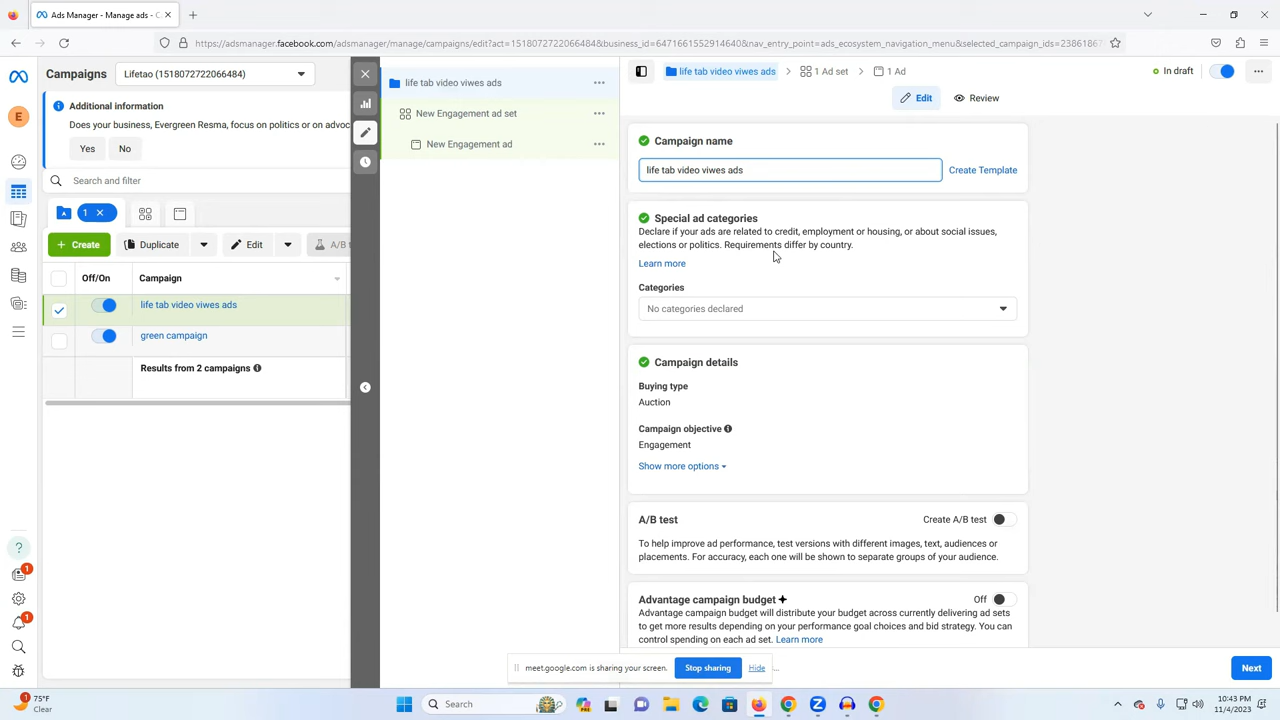 Ads Manager - Manage ads - C
https://adsmanager.facebook.com/adsmanager/manage/campaigns/edit?act=1518072722066484&business_id=6471661552914640&nav_entry_point=ads_ecosystem_navigation_menu&selected_campaign_ids=23861867
Campaigns
Lifetao (1518072722066484)
Additional information
Does your business, Evergreen Resma, focus on politics or on advoc
Yes
No
Search and filter
1
+ Create
Duplicate
Edit
A/B t
Off/On
Campaign
life tab video viwes ads
green campaign
Results from 2 campaigns
E
1
1
life tab video viwes ads
New Engagement ad set
New Engagement ad
life tab video viwes ads
1 Ad set
1 Ad
In draft
Edit
Review
Campaign name
life tab video viwes ads
Create Template
Special ad categories
Declare if your ads are related to credit, employment or housing, or about social issues,
elections or politics. Requirements differ by country.
Learn more
Categories
No categories declared
Campaign details
Buying type
Auction
Campaign objective
Engagement
Show more options
A/B test
Create A/B test
To help improve ad performance, test versions with different images, text, audiences or
placements. For accuracy, each one will be shown to separate groups of your audience.
Advantage campaign budget
Off
Advantage campaign budget will distribute your budget across currently delivering ad sets
to get more results depending on your performance goal choices and bid strategy. You can
control spending on each ad set. Learn more
meet.google.com is sharing your screen.
Stop sharing
Hide
Next
1
75°F
Clear
Search
10:43 PM
11/4/2023